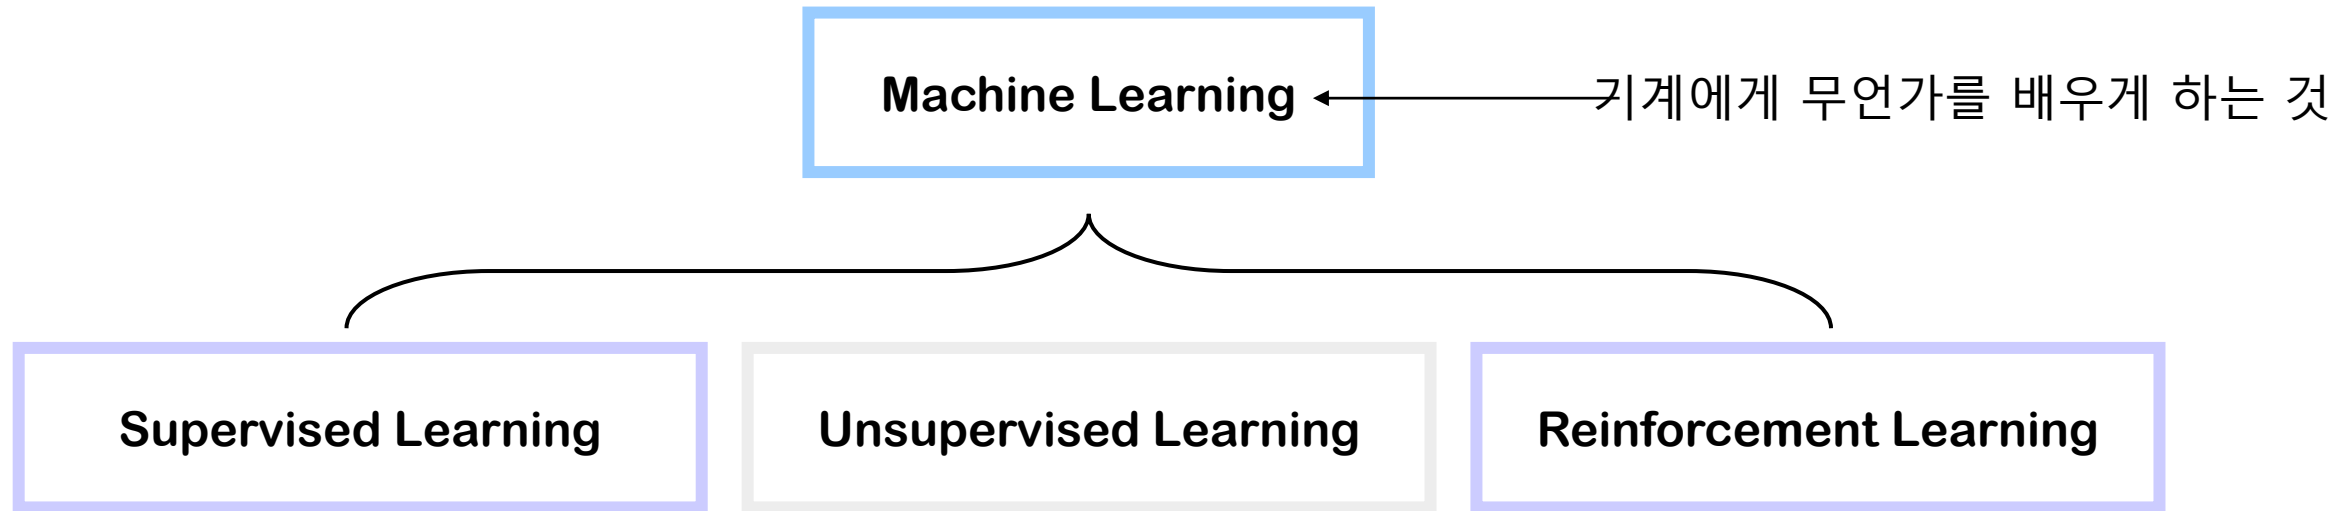 Machine Learning
기계에게 무언가를 배우게 하는 것
Supervised Learning
Unsupervised Learning
Reinforcement Learning